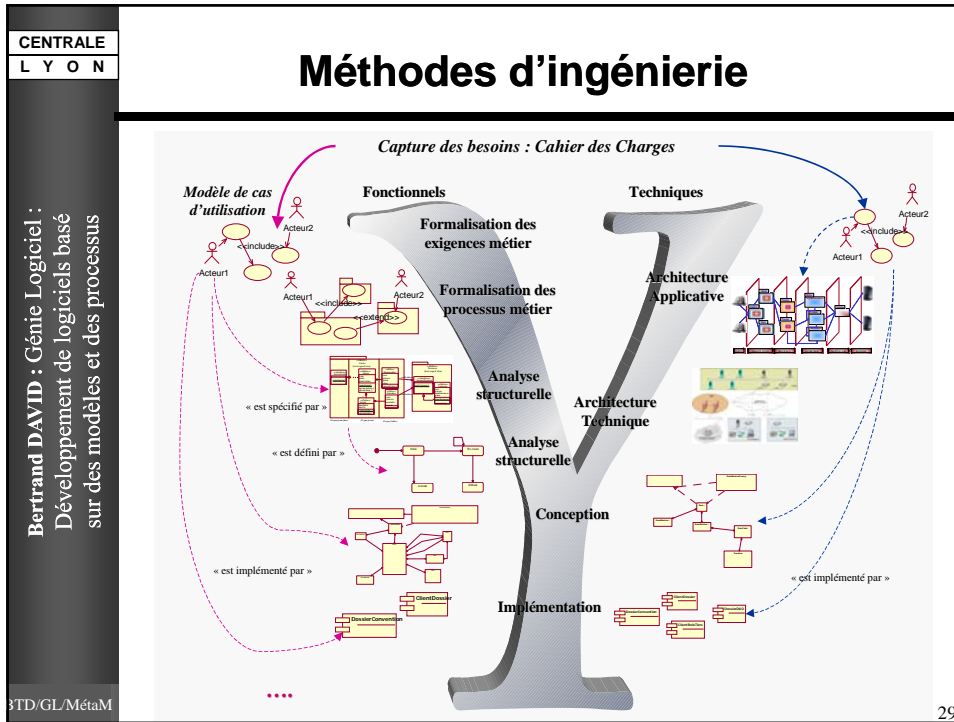 CENTRALE
L Y O N
Méthodes d'ingénierie
Bertrand DAVID : Génie Logiciel :
Développement de logiciels basé
sur des modèles et des processus
Capture des besoins : Cahier des Charges
Modèle de cas
d'utilisation
Fonctionnels
Techniques
Acteur2
<<include>>
Acteur1
Formalisation des
exigences métier
Acteur2
<<include>>
Acteur1
Acteur1
Acteur2
<<include>>
<<extend>>
Formalisation des
processus métier
Architecture
Applicative
Analyse
structurelle
« est spécifié par »
Architecture
Technique
Analyse
structurelle
« est défini par »
Conception
« est implémenté par »
« est implémenté par »
Implémentation
ClientDossier
DossierConvention
....
BTD/GL/MétaM
29